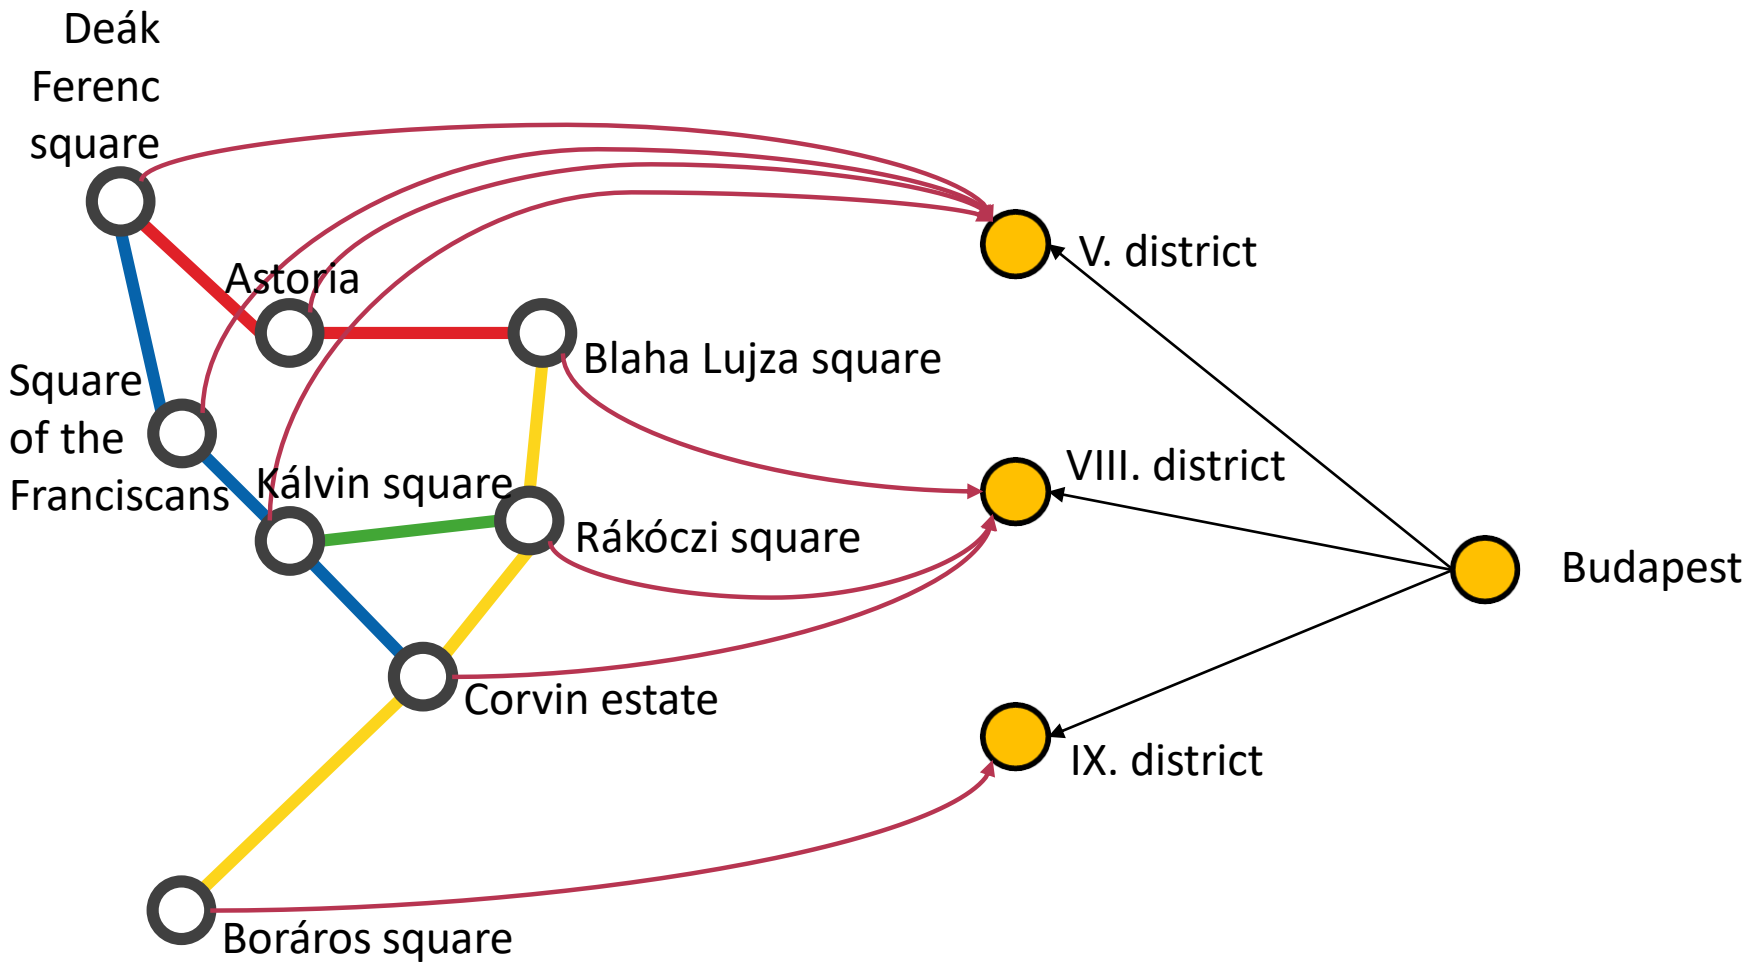 Deák
Ferenc
square
Astoria
Blaha Lujza square
Square
of the
Franciscans
Kálvin square
Rákóczi square
Corvin estate
Boráros square
V. district
VIII. district
IX. district
Budapest